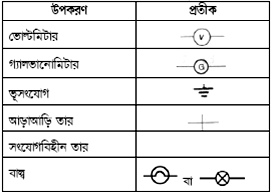 উপকরণ প্রতীক
ভোল্টমিটার V
গ্যালভানোমিটার G
ভূসংযোগ
আড়াআড়ি তার
সংযোগবিহীন তার
বাল্ব বা